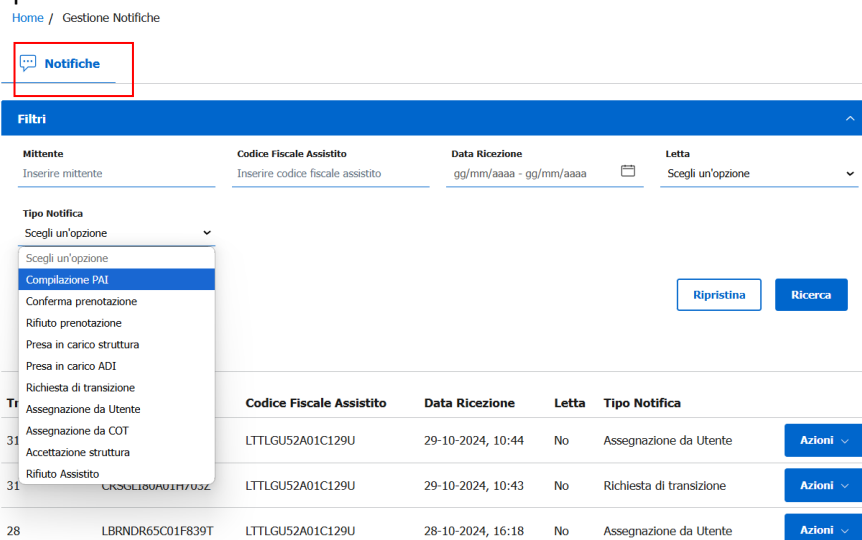 Home / Gestione Notifiche
Notifiche
Filtri
Mittente Codice Fiscale Assistito Data Ricezione Letta
Inserire mittente Inserire codice fiscale assistito gg/mm/aaaa - gg/mm/aaaa Scegli un'opzione
Tipo Notifica
Scegli un'opzione
Scegli un'opzione
Compilazione PAI
Conferma prenotazione
Rifiuto prenotazione
Presa in carico struttura
Presa in carico ADI
Richiesta di transizione
Assegnazione da Utente
Assegnazione da COT
Accettazione struttura
Rifiuto Assistito
Ripristina Ricerca
Codice Fiscale Assistito Data Ricezione Letta Tipo Notifica
31 LTTLGU52A01C129U 29-10-2024, 10:44 No Assegnazione da Utente Azioni
31 LTTLGU52A01C129U 29-10-2024, 10:43 No Richiesta di transizione Azioni
28 LBRNDR65C01F839T LTTLGU52A01C129U 28-10-2024, 16:18 No Assegnazione da Utente Azioni